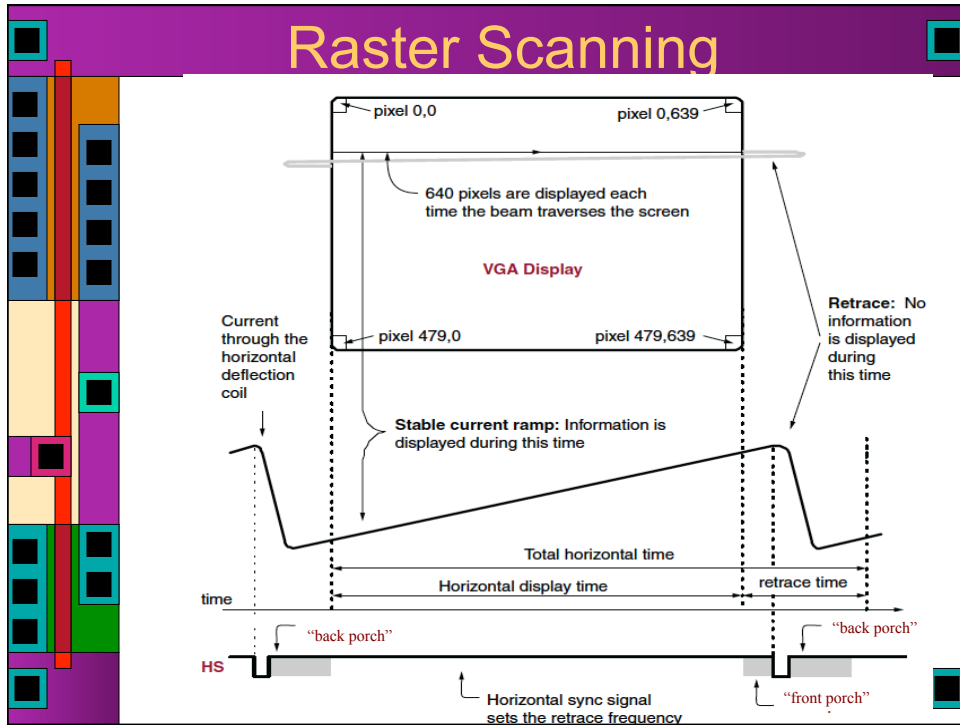 Raster Scanning
pixel 0,0
pixel 0,639
640 pixels are displayed each
time the beam traverses the screen
VGA Display
pixel 479,0
pixel 479,639
Current
through the
horizontal
deflection
coil
Retrace: No
information
is displayed
during
this time
Stable current ramp: Information is
displayed during this time
Total horizontal time
Horizontal display time
retrace time
time
“back porch”
“back porch”
HS
“front porch”
Horizontal sync signal
sets the retrace frequency